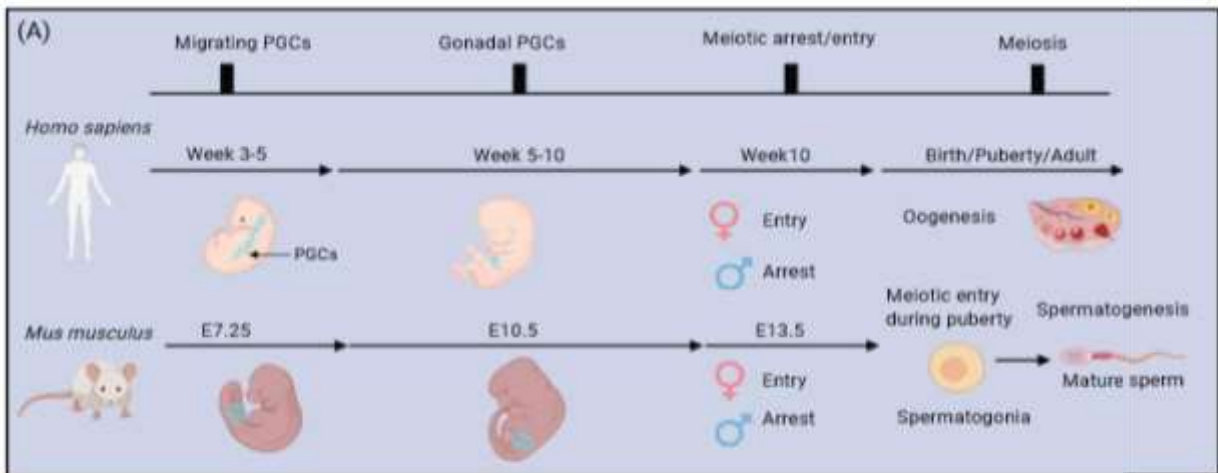 (A)
Migrating PGCs
Gonadal PGCs
Meiotic arrest/entry
Meiosis
Homo sapiens
Week 3-5
Week 5-10
Week10
Birth/Puberty/Adult
PGCs
Entry
Arrest
Oogenesis
Mus musculus
E7.25
E10.5
E13.5
Entry
Arrest
Meiotic entry
during puberty
Spermatogenesis
Spermatogonia
Mature sperm